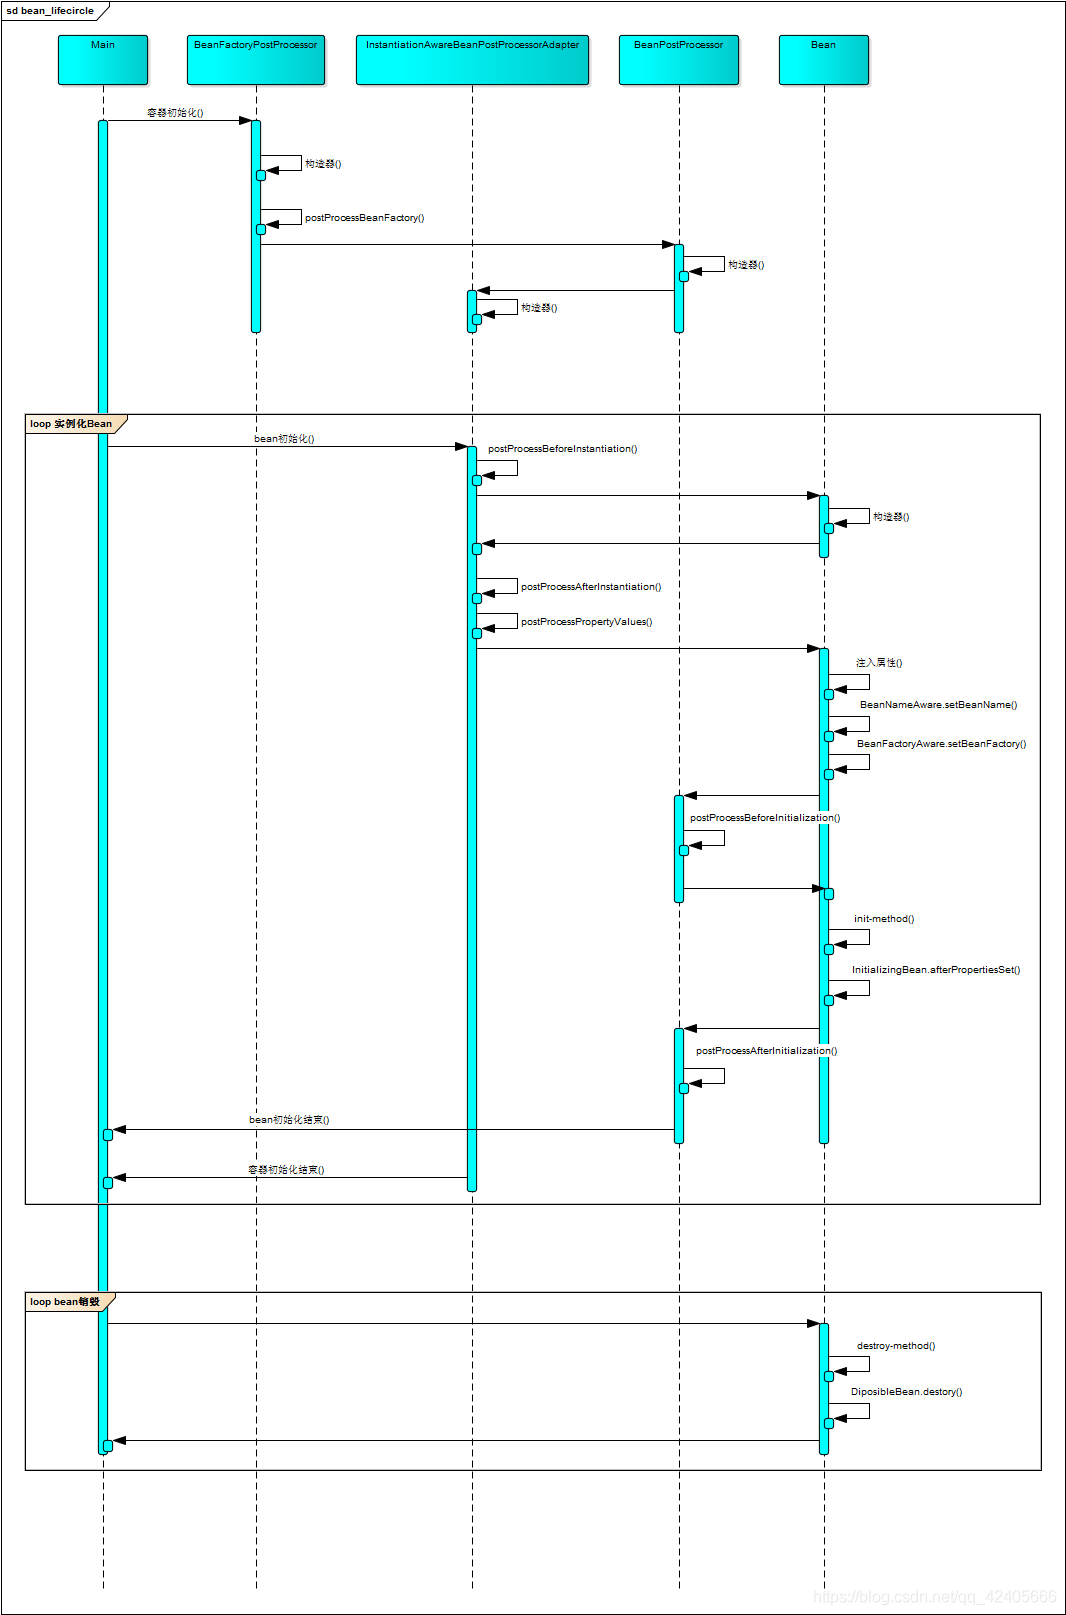 sd bean_lifecircle
Main
BeanFactoryPostProcessor
InstantiationAwareBeanPostProcessorAdapter
BeanPostProcessor
Bean
容器初始化()
构造器()
postProcessBeanFactory()
构造器()
构造器()
loop 实例化Bean
bean初始化()
postProcessBeforeInstantiation()
构造器()
postProcessAfterInstantiation()
postProcessPropertyValues()
注入属性()
BeanNameAware.setBeanName()
BeanFactoryAware.setBeanFactory()
postProcessBeforeInitialization()
init-method()
InitializingBean.afterPropertiesSet()
postProcessAfterInitialization()
bean初始化结束()
容器初始化结束()
loop bean销毁
destroy-method()
DiposibleBean.destory()
https://blog.csdn.net/qq_42405666